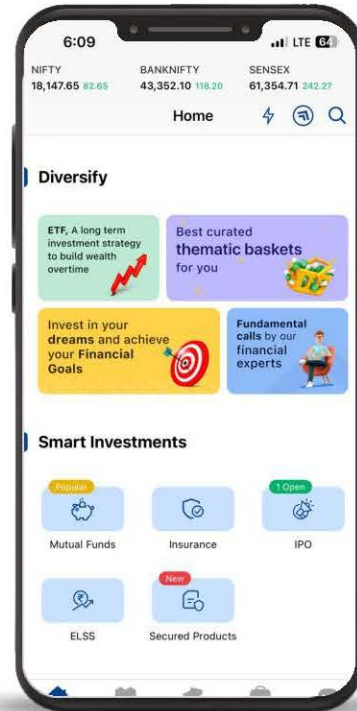 6:09
LTE 64
NIFTY BANKNIFTY SENSEX
18,147.65 82.65 43,352.10 118.20 61,354.71 242.27
Home
Diversify
ETF, A long term
investment strategy
to build wealth
overtime
Best curated
thematic baskets
for you
Invest in your
dreams and achieve
your Financial
Goals
Fundamental
calls by our
financial
experts
Smart Investments
Popular
1 Open
Mutual Funds
Insurance
IPO
New
ELSS
Secured Products